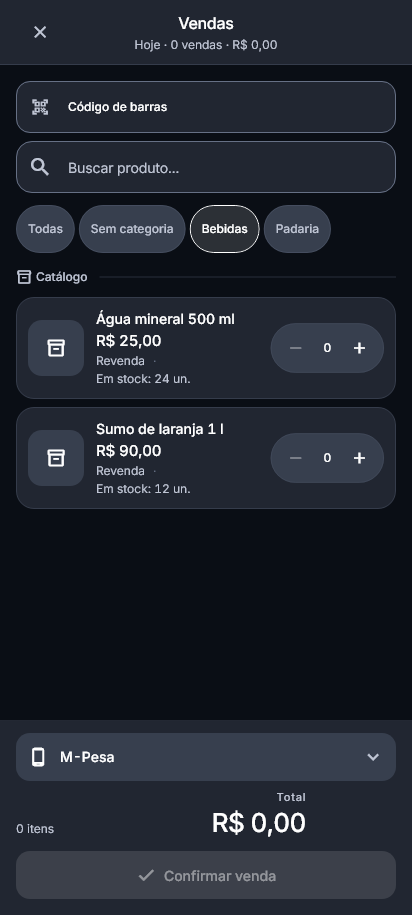 Vendas
Hoje · 0 vendas · R$ 0,00
Código de barras
Buscar produto...
Todas
Sem categoria
Bebidas
Padaria
Catálogo
Água mineral 500 ml
R$ 25,00
Revenda ·
Em stock: 24 un.
0
Sumo de laranja 1 l
R$ 90,00
Revenda ·
Em stock: 12 un.
0
M-Pesa
Total
0 itens
R$ 0,00
Confirmar venda